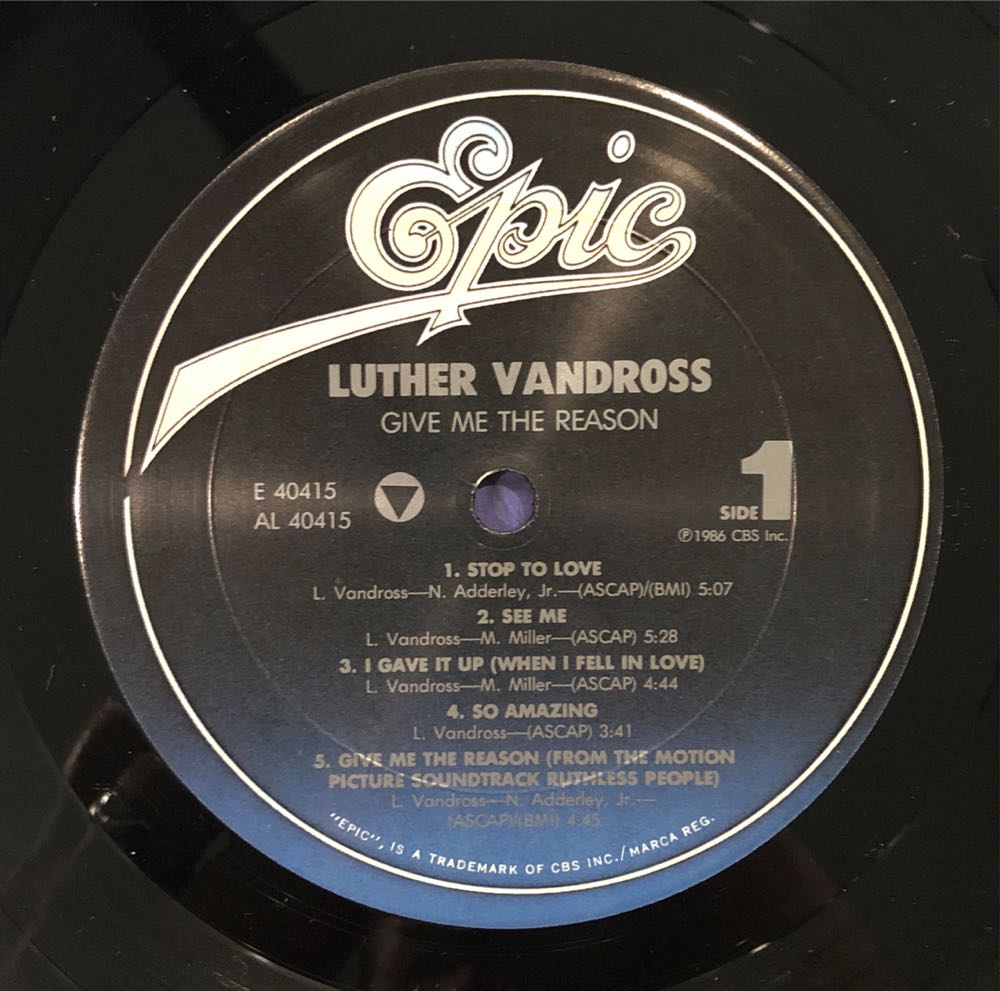 Epic
LUTHER VANDROSS
GIVE ME THE REASON
E 40415
AL 40415
SIDE 1
℗1986 CBS Inc.
1. STOP TO LOVE
L. Vandross—N. Adderley, Jr.—(ASCAP)/(BMI) 5:07
2. SEE ME
L. Vandross—M. Miller—(ASCAP) 5:28
3. I GAVE IT UP (WHEN I FELL IN LOVE)
L. Vandross—M. Miller—(ASCAP) 4:44
4. SO AMAZING
L. Vandross—(ASCAP) 3:41
5. GIVE ME THE REASON (FROM THE MOTION
PICTURE SOUNDTRACK RUTHLESS PEOPLE)
L. Vandross—N. Adderley, Jr.—
(ASCAP)/(BMI) 4:45
"EPIC", IS A TRADEMARK OF CBS INC./MARCA REG.